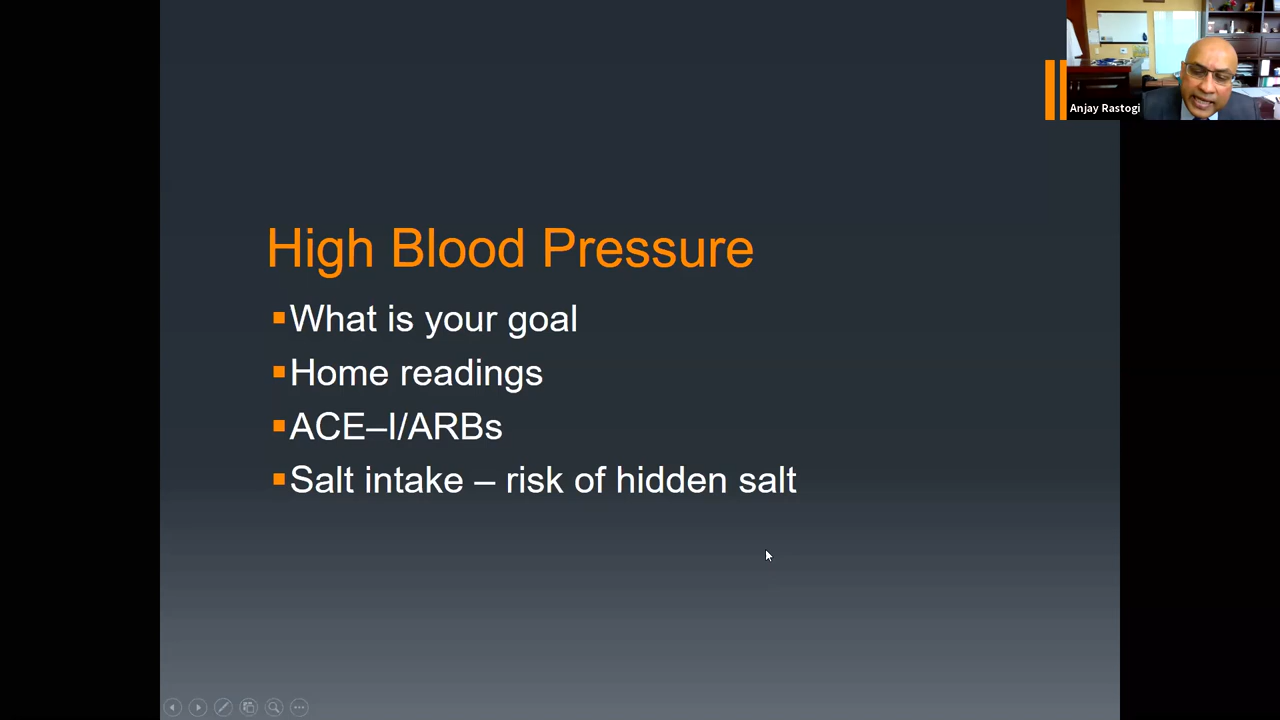 Anjay Rastogi
High Blood Pressure
What is your goal
Home readings
ACE–I/ARBs
Salt intake – risk of hidden salt